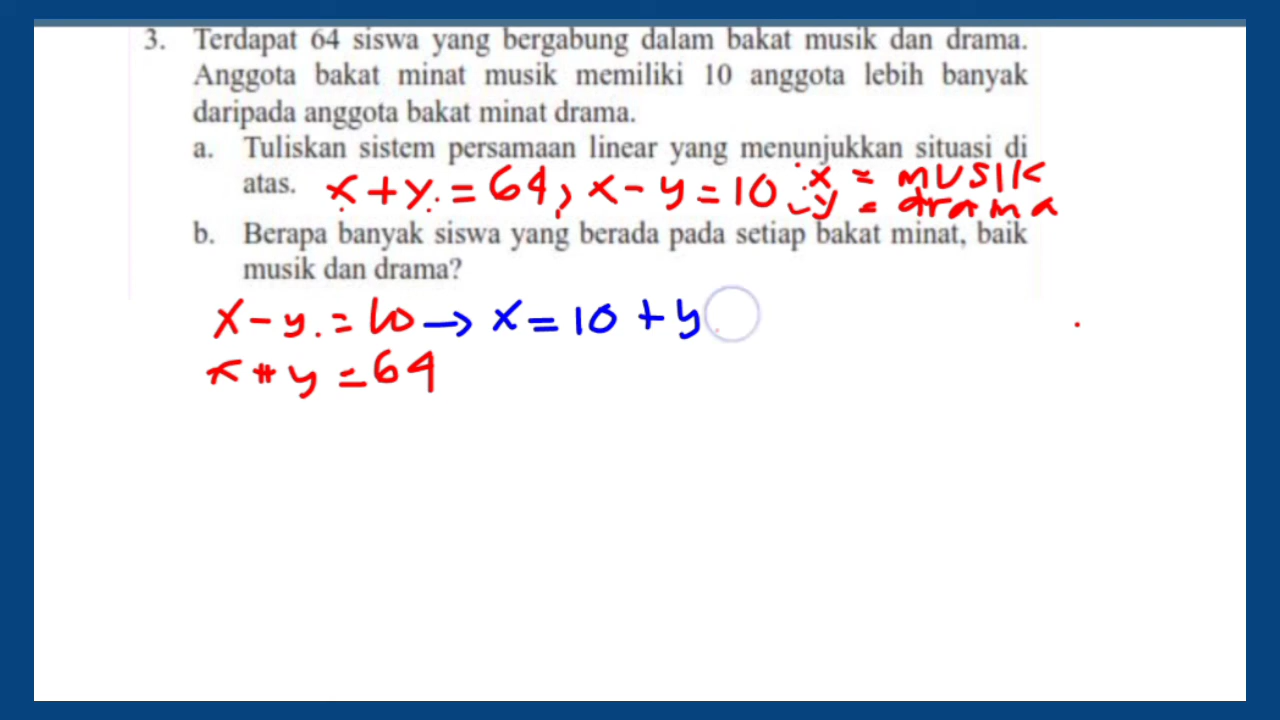 3. Terdapat 64 siswa yang bergabung dalam bakat musik dan drama.
Anggota bakat minat musik memiliki 10 anggota lebih banyak
daripada anggota bakat minat drama.
a. Tuliskan sistem persamaan linear yang menunjukkan situasi di
atas. x + y = 64, x - y = 10 x = musik
y = drama
b. Berapa banyak siswa yang berada pada setiap bakat minat, baik
musik dan drama?
x - y = 10 → x = 10 + y
x + y = 64